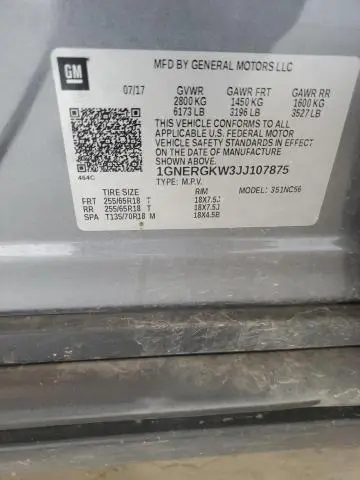 MFD BY GENERAL MOTORS LLC
GM
07/17 GVWR GAWR FRT GAWR RR
2800 KG 1450 KG 1600 KG
6173 LB 3196 LB 3527 LB
THIS VEHICLE CONFORMS TO ALL
APPLICABLE U.S. FEDERAL MOTOR
VEHICLE SAFETY STANDARDS IN EFFECT
ON THE DATE OF MANUFACTURE
SHOWN ABOVE.
1GNERGKW3JJ107875
464C TYPE: M.P.V. MODEL: 351NC56
TIRE SIZE RIM
FRT 255/65R18 T 18X7.5J
RR 255/65R18 T 18X7.5J
SPA T135/70R18 M 18X4.5B